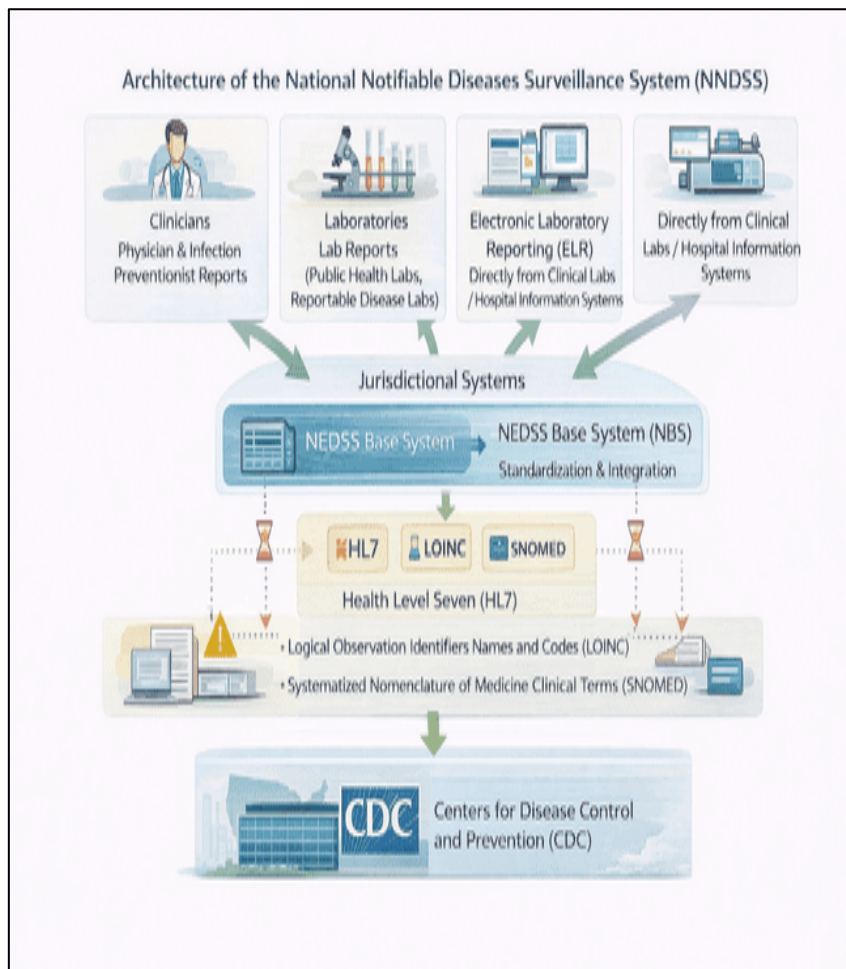 Architecture of the National Notifiable Diseases Surveillance System (NNDSS)
Clinicians
Physician & Infection
Preventionist Reports
Laboratories
Lab Reports
(Public Health Labs,
Reportable Disease Labs)
Electronic Laboratory
Reporting (ELR)
Directly from Clinical Labs
/ Hospital Information Systems
Directly from Clinical
Labs / Hospital Information
Systems
Jurisdictional Systems
NEDSS Base System
NEDSS Base System (NBS)
Standardization & Integration
HL7
LOINC
SNOMED
Health Level Seven (HL7)
• Logical Observation Identifiers Names and Codes (LOINC)
• Systematized Nomenclature of Medicine Clinical Terms (SNOMED)
CDC
Centers for Disease Control
and Prevention (CDC)